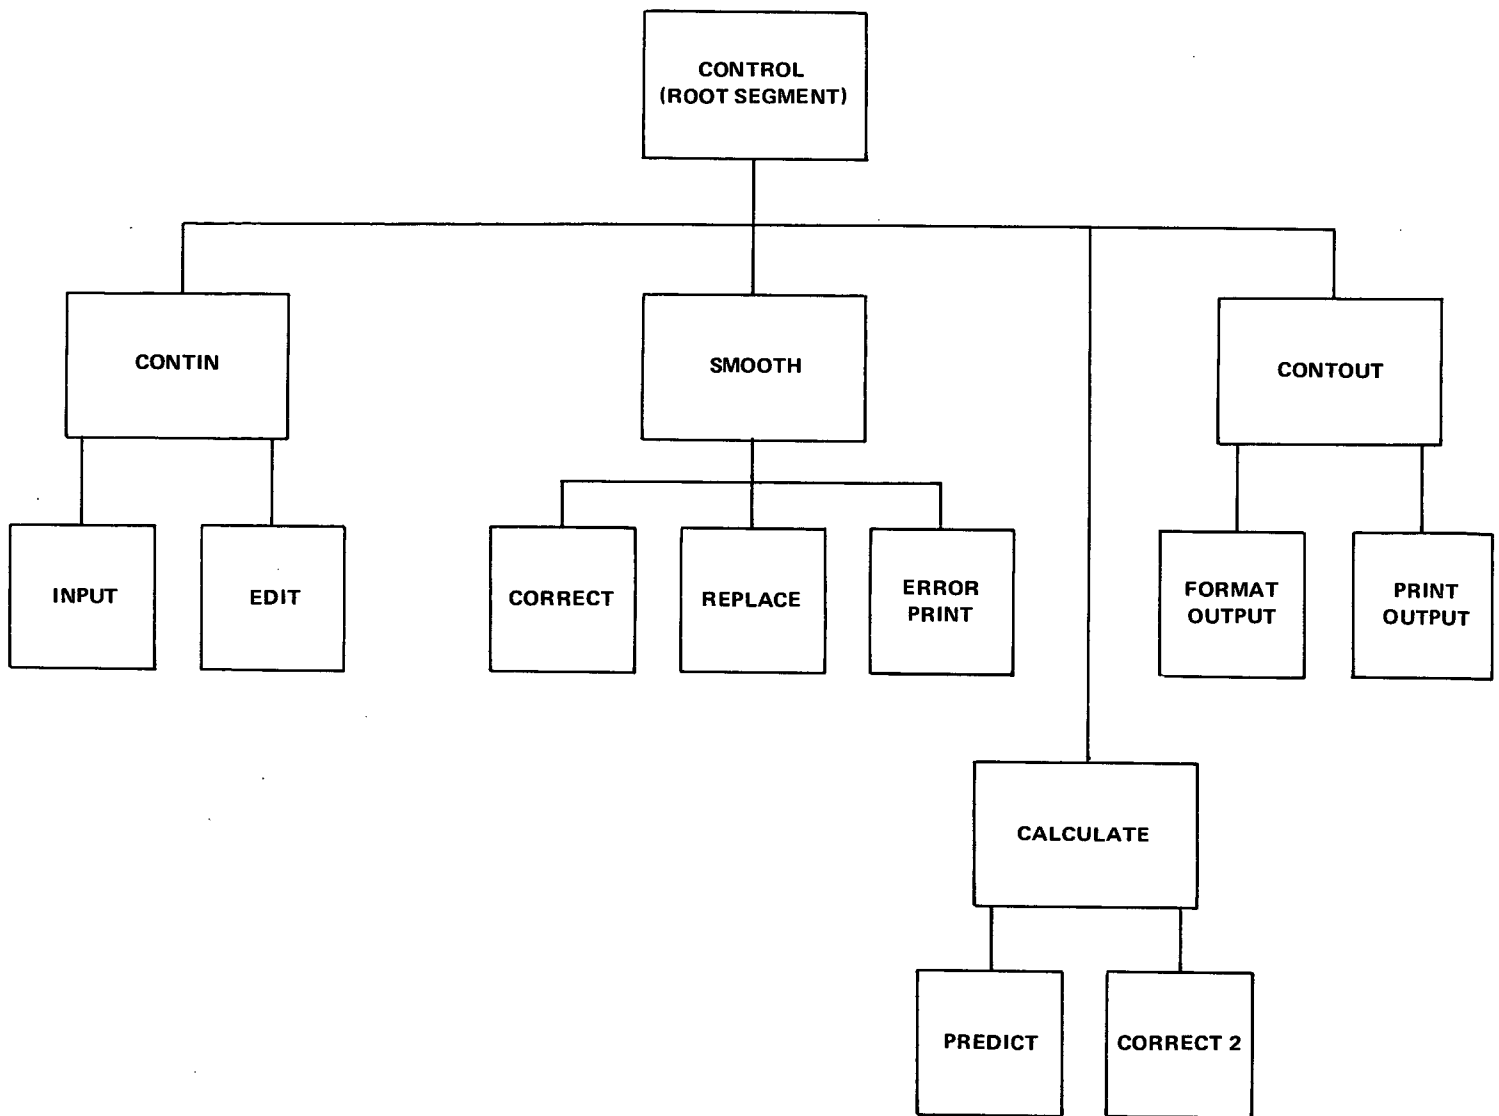 CONTROL
(ROOT SEGMENT)
CONTIN
SMOOTH
CONTOUT
INPUT
EDIT
CORRECT
REPLACE
ERROR
PRINT
FORMAT
OUTPUT
PRINT
OUTPUT
CALCULATE
PREDICT
CORRECT 2